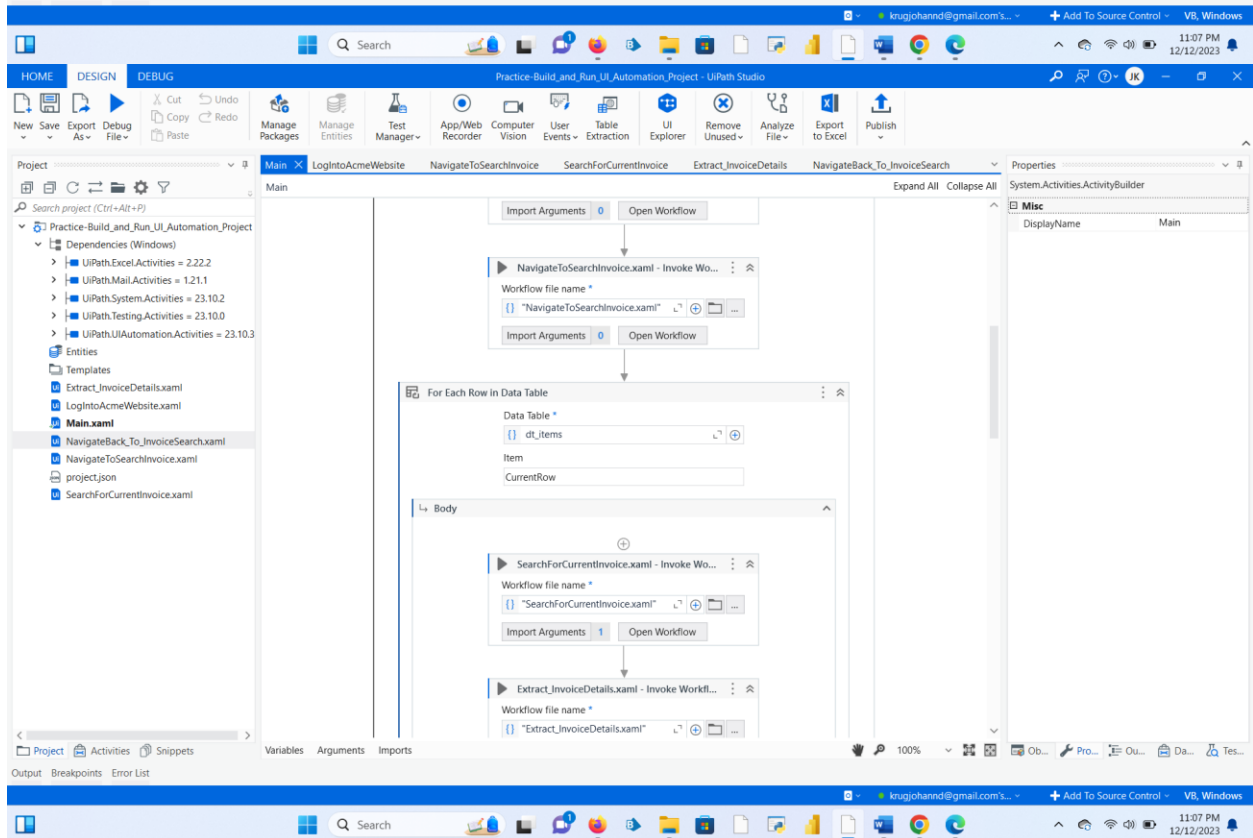 krugjohannd@gmail.com's... Add To Source Control VB, Windows
Search 11:07 PM
12/12/2023
HOME DESIGN DEBUG Practice-Build_and_Run_UI_Automation_Project - UiPath Studio JK
New Save Export As Debug File Cut Copy Paste Undo Redo Manage Packages Manage Entities Test Manager App/Web Recorder Computer Vision User Events Table Extraction UI Explorer Remove Unused Analyze File Export to Excel Publish
Project
Main LogIntoAcmeWebsite NavigateToSearchInvoice SearchForCurrentInvoice Extract_InvoiceDetails NavigateBack_To_InvoiceSearch
Properties
Main Expand All Collapse All
System.Activities.ActivityBuilder
Search project (Ctrl+Alt+P)
Misc
DisplayName Main
Practice-Build_and_Run_UI_Automation_Project
Dependencies (Windows)
UiPath.Excel.Activities = 2.22.2
UiPath.Mail.Activities = 1.21.1
UiPath.System.Activities = 23.10.2
UiPath.Testing.Activities = 23.10.0
UiPath.UIAutomation.Activities = 23.10.3
Entities
Templates
Extract_InvoiceDetails.xaml
LogIntoAcmeWebsite.xaml
Main.xaml
NavigateBack_To_InvoiceSearch.xaml
NavigateToSearchInvoice.xaml
project.json
SearchForCurrentInvoice.xaml
Import Arguments 0 Open Workflow
NavigateToSearchInvoice.xaml - Invoke Wo...
Workflow file name *
"NavigateToSearchInvoice.xaml"
Import Arguments 0 Open Workflow
For Each Row in Data Table
Data Table *
dt_items
Item
CurrentRow
Body
SearchForCurrentInvoice.xaml - Invoke Wo...
Workflow file name *
"SearchForCurrentInvoice.xaml"
Import Arguments 1 Open Workflow
Extract_InvoiceDetails.xaml - Invoke Workfl...
Workflow file name *
"Extract_InvoiceDetails.xaml"
Project Activities Snippets
Variables Arguments Imports 100%
Ob... Pro... Ou... Da... Tes...
Output Breakpoints Error List
krugjohannd@gmail.com's... Add To Source Control VB, Windows
Search 11:07 PM
12/12/2023